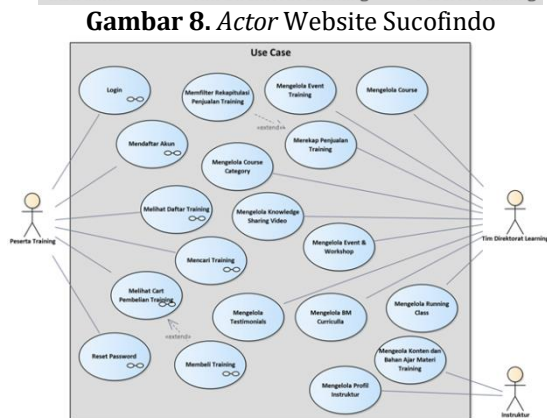 Gambar 8. Actor Website Sucofindo
Use Case
Login
Memfilter Rekapitulasi
Penjualan Training
Mengelola Event
Training
Mengelola Course
Mendaftar Akun
«extend»
Merekap Penjualan
Training
Mengelola Course
Category
Melihat Daftar Training
Mengelola Knowledge
Sharing Video
Peserta Training
Tim Direktorat Learning
Mengelola Event &
Workshop
Mencari Training
Melihat Cart
Pembelian Training
Mengelola
Testimonials
Mengelola BM
Curriculla
Mengelola Running
Class
«extend»
Reset Password
Membeli Training
Mengelola Konten dan
Bahan Ajar Materi
Training
Mengelola Profil
Instruktur
Instruktur